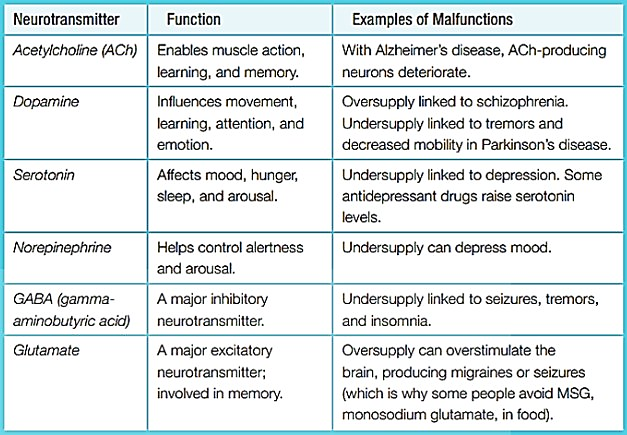 Neurotransmitter Function Examples of Malfunctions
Acetylcholine (ACh) Enables muscle action, With Alzheimer's disease, ACh-producing
learning, and memory. neurons deteriorate.
Dopamine Influences movement, Oversupply linked to schizophrenia.
learning, attention, and Undersupply linked to tremors and
emotion. decreased mobility in Parkinson's disease.
Serotonin Affects mood, hunger, Undersupply linked to depression. Some
sleep, and arousal. antidepressant drugs raise serotonin
levels.
Norepinephrine Helps control alertness Undersupply can depress mood.
and arousal.
GABA (gamma- A major inhibitory Undersupply linked to seizures, tremors,
aminobutyric acid) neurotransmitter. and insomnia.
Glutamate A major excitatory Oversupply can overstimulate the
neurotransmitter; brain, producing migraines or seizures
involved in memory. (which is why some people avoid MSG,
monosodium glutamate, in food).